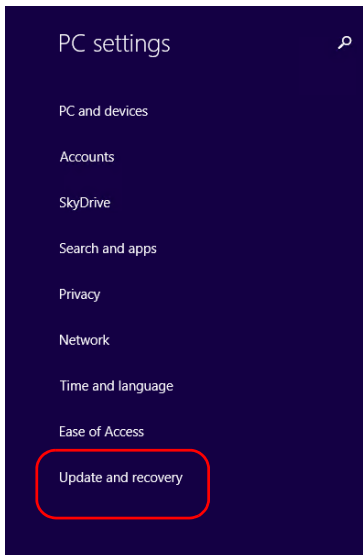 PC settings
PC and devices
Accounts
SkyDrive
Search and apps
Privacy
Network
Time and language
Ease of Access
Update and recovery